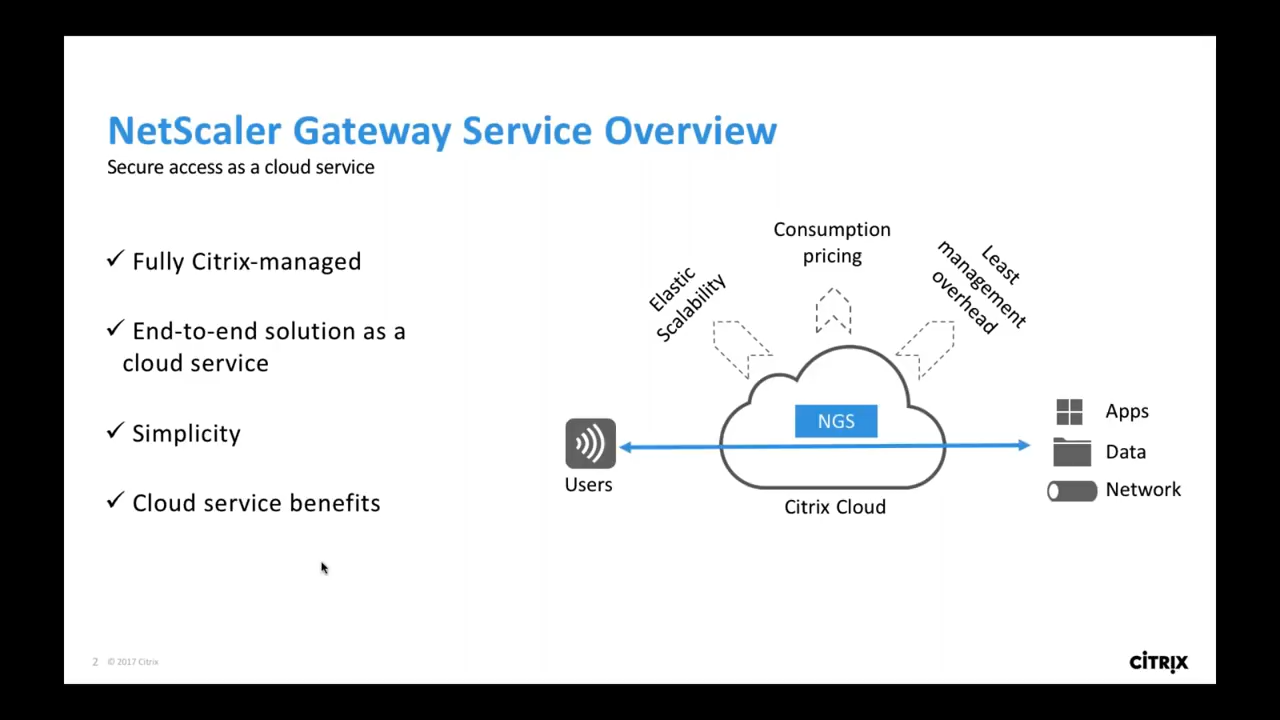 NetScaler Gateway Service Overview
Secure access as a cloud service
✓ Fully Citrix-managed
✓ End-to-end solution as a
cloud service
✓ Simplicity
✓ Cloud service benefits
Elastic
Scalability
Consumption
pricing
Least
management
overhead
NGS
Users
Citrix Cloud
Apps
Data
Network
2 © 2017 Citrix
CITRIX